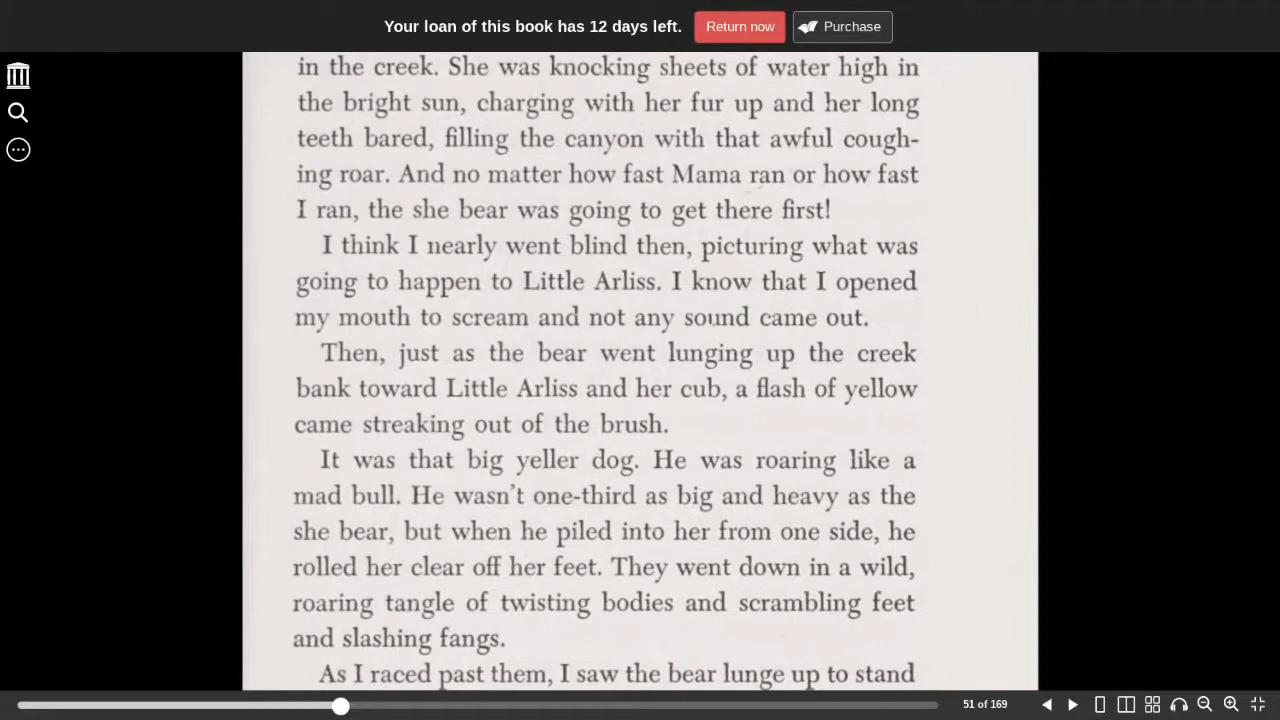 Your loan of this book has 12 days left. Return now Purchase
in the creek. She was knocking sheets of water high in
the bright sun, charging with her fur up and her long
teeth bared, filling the canyon with that awful cough-
ing roar. And no matter how fast Mama ran or how fast
I ran, the she bear was going to get there first!
I think I nearly went blind then, picturing what was
going to happen to Little Arliss. I know that I opened
my mouth to scream and not any sound came out.
Then, just as the bear went lunging up the creek
bank toward Little Arliss and her cub, a flash of yellow
came streaking out of the brush.
It was that big yeller dog. He was roaring like a
mad bull. He wasn't one-third as big and heavy as the
she bear, but when he piled into her from one side, he
rolled her clear off her feet. They went down in a wild,
roaring tangle of twisting bodies and scrambling feet
and slashing fangs.
As I raced past them, I saw the bear lunge up to stand
51 of 169